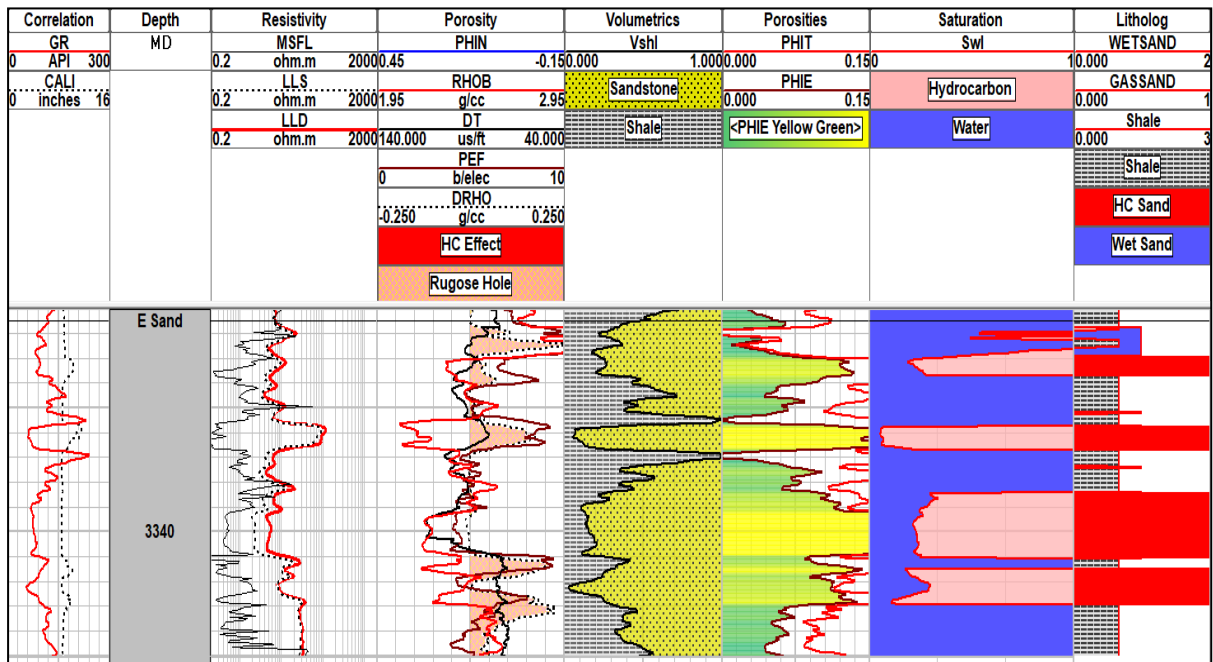 Correlation Depth Resistivity Porosity Volumetrics Porosities Saturation Litholog
GR MD MSFL PHIN Vshl PHIT Swl WETSAND
0 API 300 0.2 ohm.m 2000 0.45 -0.15 0.000 1.000 0.000 0.15 0 1 0.000 2
CALI LLS RHOB Sandstone PHIE Hydrocarbon GASSAND
0 inches 16 0.2 ohm.m 2000 1.95 g/cc 2.95 0.000 0.15 0.000 1
LLD DT Shale <PHIE Yellow Green> Water Shale
0.2 ohm.m 2000 140.000 us/ft 40.000 0.000 3
PEF Shale
0 b/elec 10
DRHO HC Sand
-0.250 g/cc 0.250
HC Effect Wet Sand
Rugose Hole
E Sand
3340